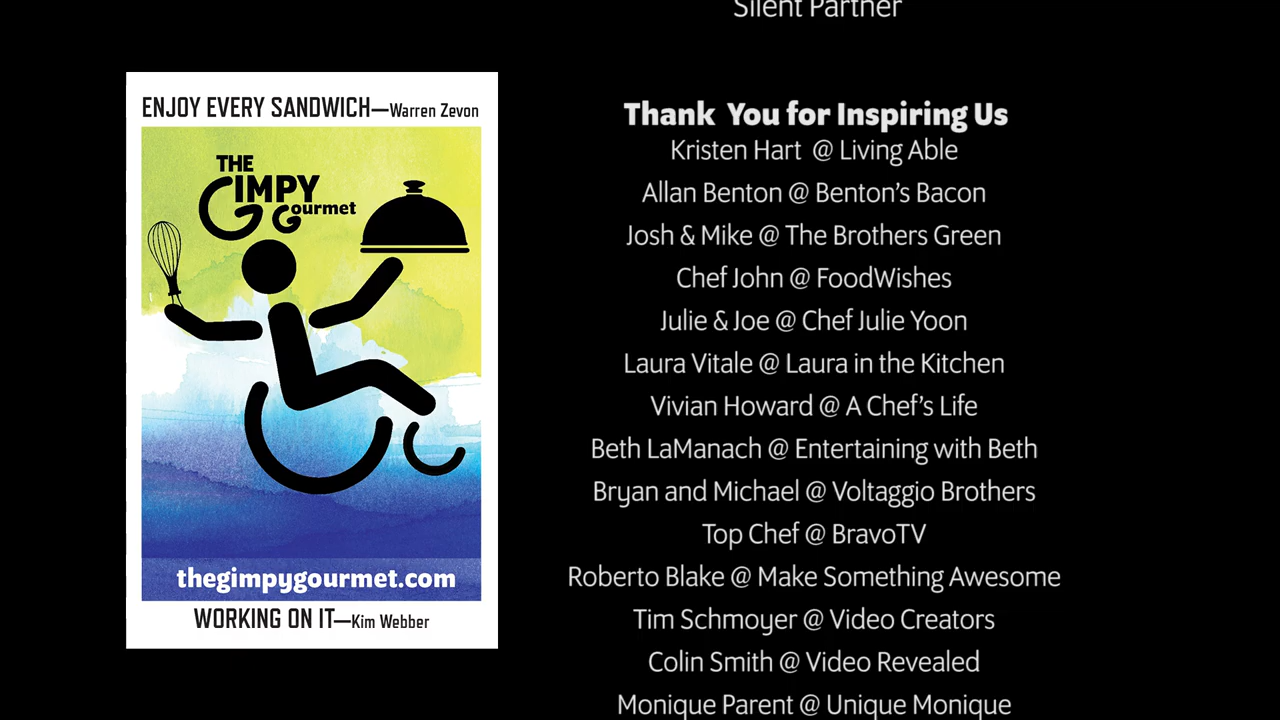 Silent Partner
ENJOY EVERY SANDWICH—Warren Zevon
THE
GIMPY
Gourmet
thegimpygourmet.com
WORKING ON IT—Kim Webber
Thank You for Inspiring Us
Kristen Hart @ Living Able
Allan Benton @ Benton's Bacon
Josh & Mike @ The Brothers Green
Chef John @ FoodWishes
Julie & Joe @ Chef Julie Yoon
Laura Vitale @ Laura in the Kitchen
Vivian Howard @ A Chef's Life
Beth LaManach @ Entertaining with Beth
Bryan and Michael @ Voltaggio Brothers
Top Chef @ BravoTV
Roberto Blake @ Make Something Awesome
Tim Schmoyer @ Video Creators
Colin Smith @ Video Revealed
Monique Parent @ Unique Monique